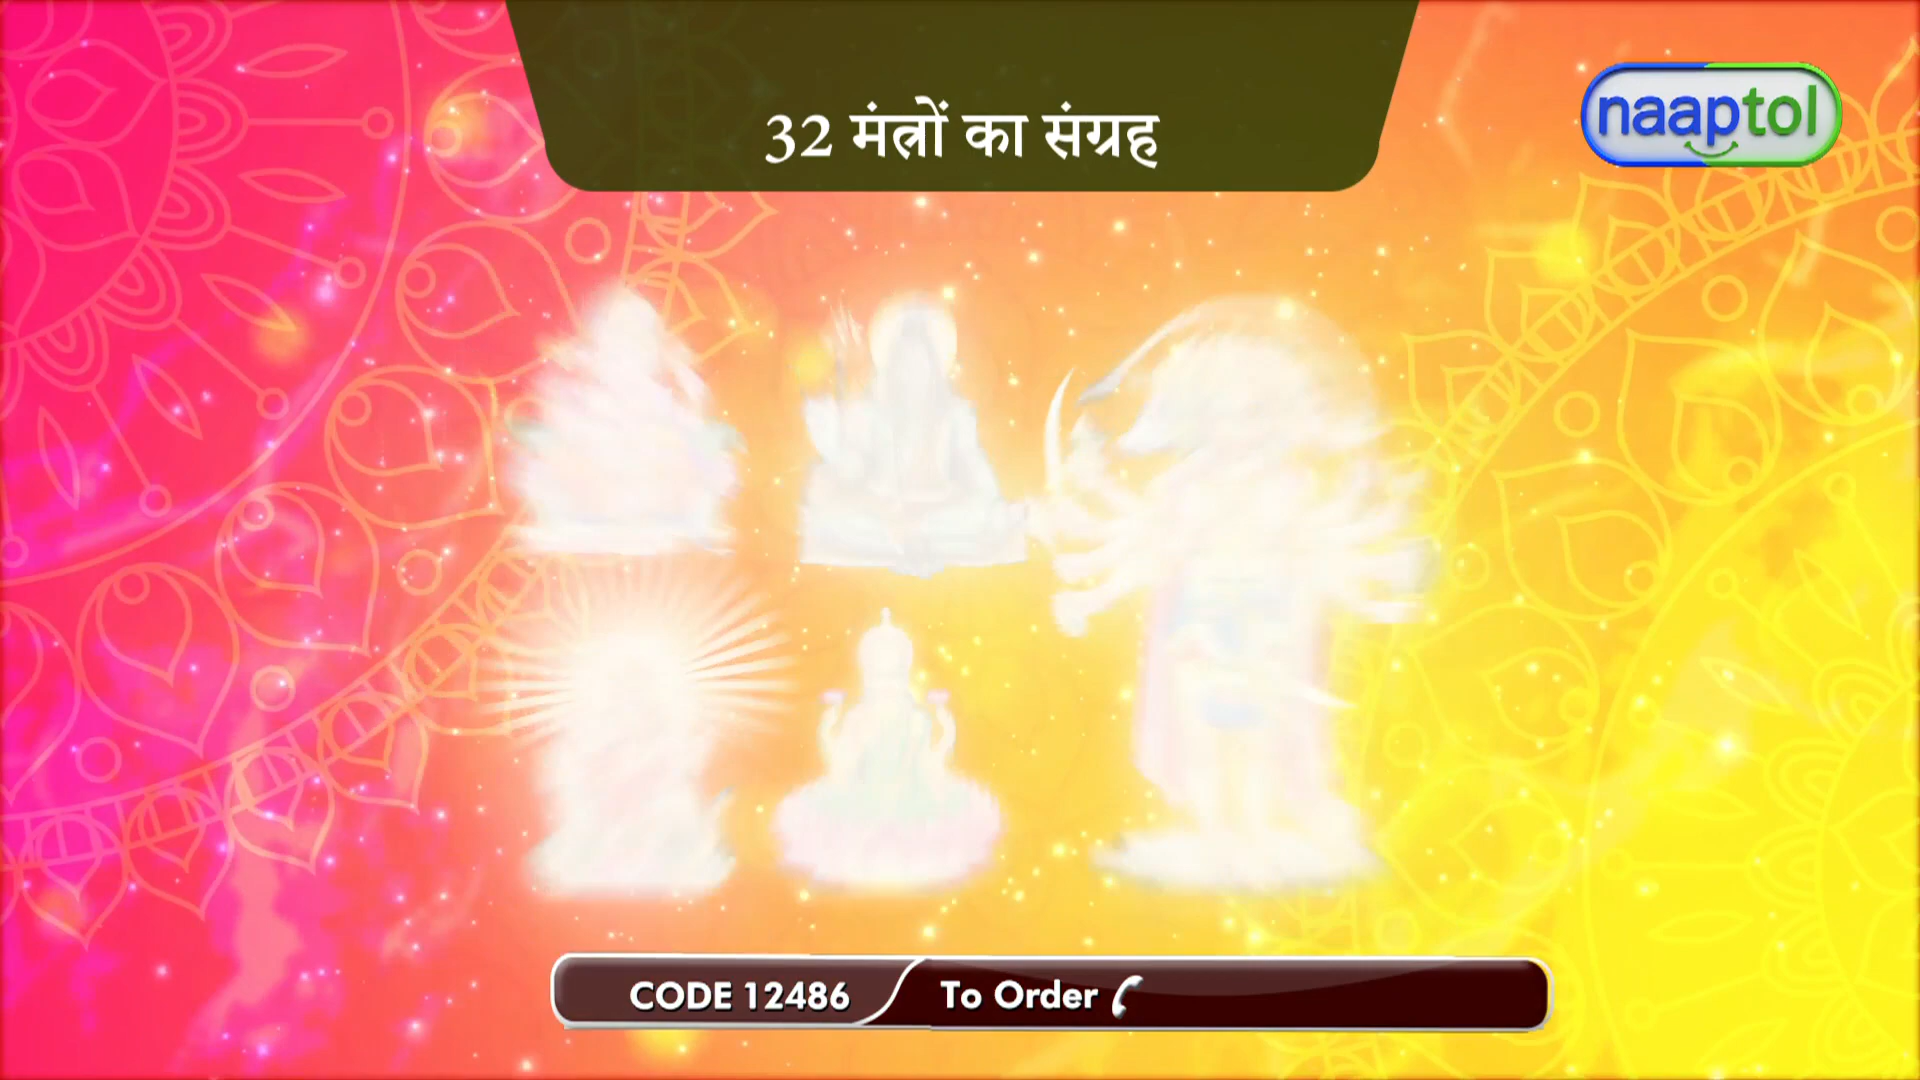 32 मंत्रों का संग्रह
naaptol
CODE 12486 To Order